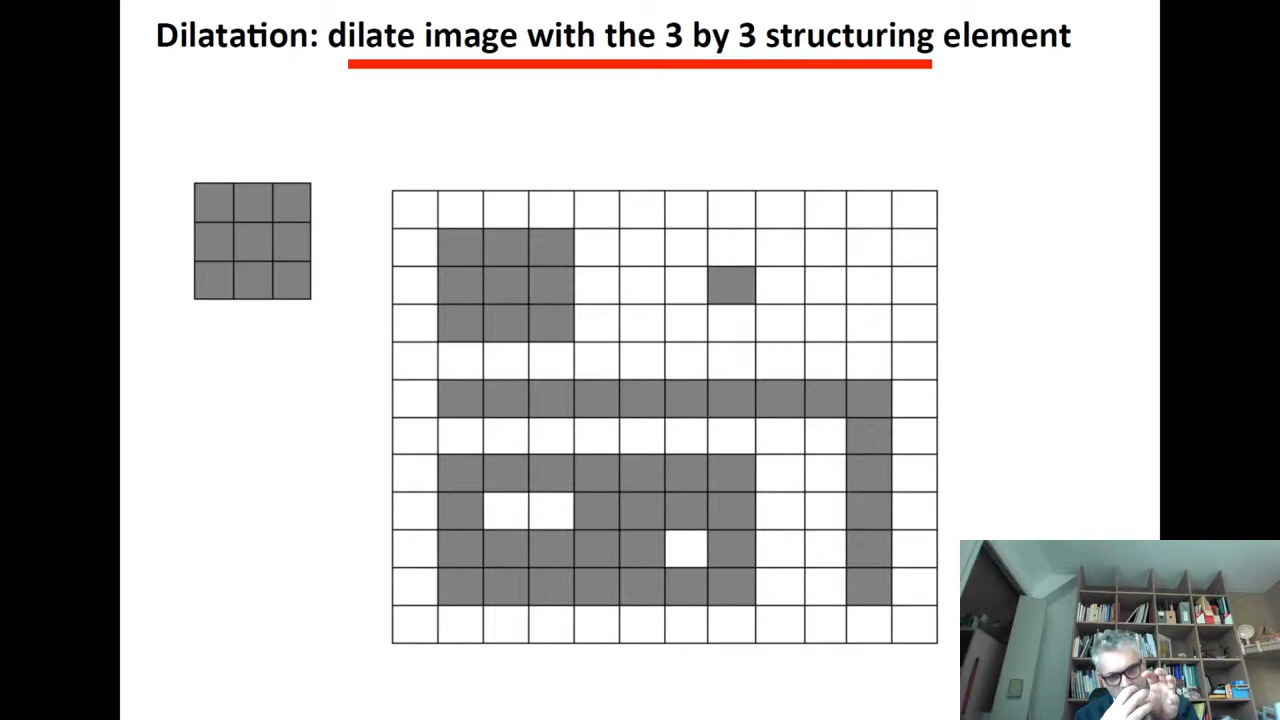 Dilatation: dilate image with the 3 by 3 structuring element